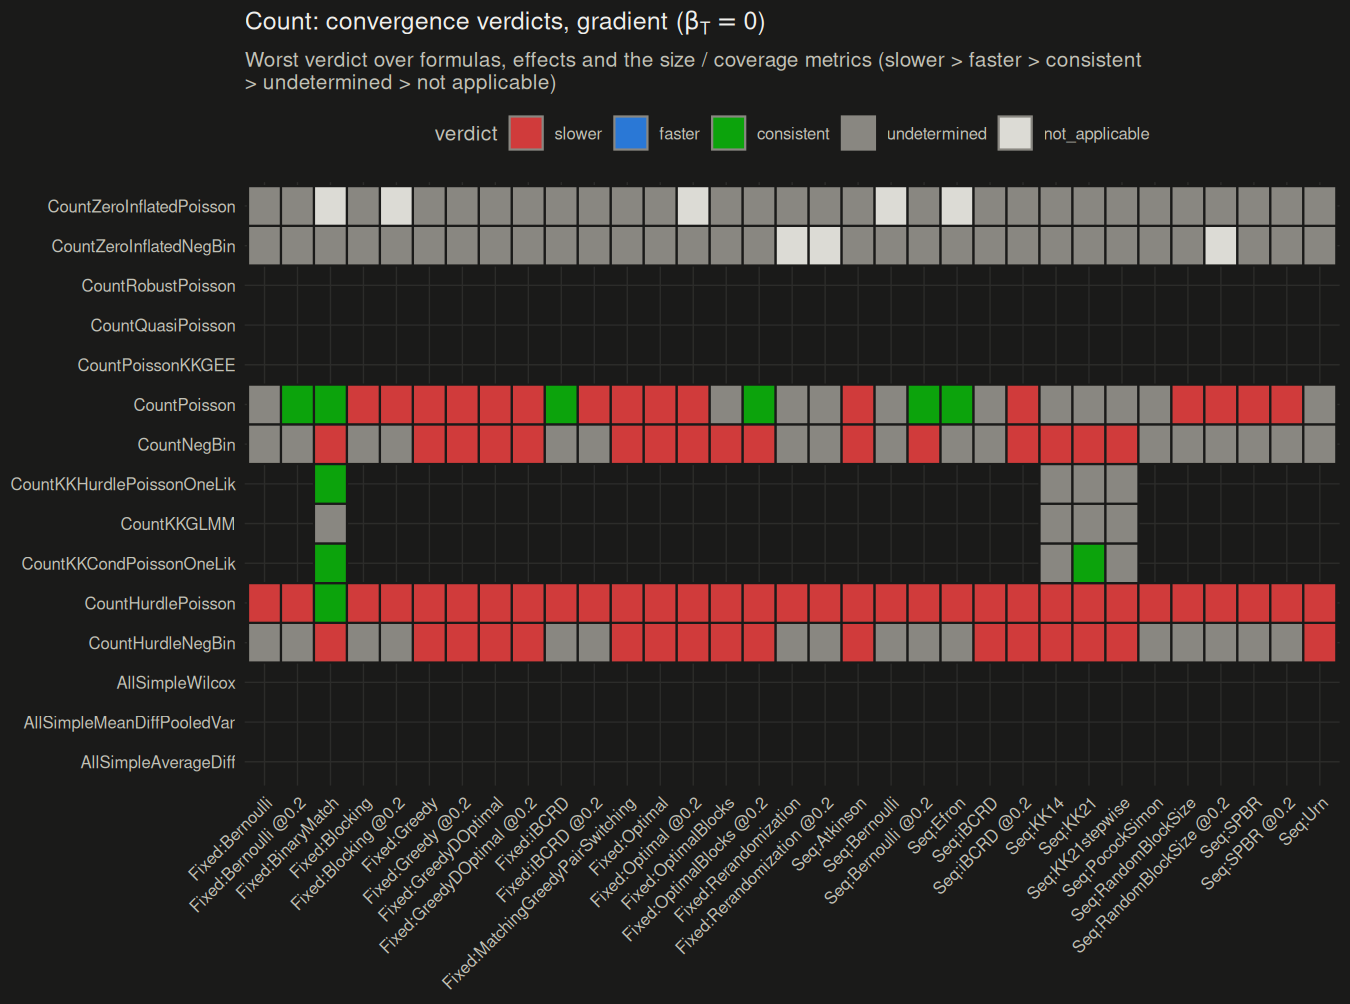 Count: convergence verdicts, gradient (βT = 0)
Worst verdict over formulas, effects and the size / coverage metrics (slower > faster > consistent
> undetermined > not applicable)
verdict slower faster consistent undetermined not_applicable
CountZeroInflatedPoisson
CountZeroInflatedNegBin
CountRobustPoisson
CountQuasiPoisson
CountPoissonKKGEE
CountPoisson
CountNegBin
CountKKHurdlePoissonOneLik
CountKKGLMM
CountKKCondPoissonOneLik
CountHurdlePoisson
CountHurdleNegBin
AllSimpleWilcox
AllSimpleMeanDiffPooledVar
AllSimpleAverageDiff
Fixed:Bernoulli
Fixed:Bernoulli @0.2
Fixed:BinaryMatch
Fixed:Blocking
Fixed:Blocking @0.2
Fixed:Greedy
Fixed:Greedy @0.2
Fixed:GreedyDOptimal
Fixed:GreedyDOptimal @0.2
Fixed:iBCRD
Fixed:iBCRD @0.2
Fixed:MatchingGreedyPairSwitching
Fixed:Optimal
Fixed:Optimal @0.2
Fixed:OptimalBlocks
Fixed:OptimalBlocks @0.2
Fixed:Rerandomization
Fixed:Rerandomization @0.2
Seq:Atkinson
Seq:Bernoulli
Seq:Bernoulli @0.2
Seq:Efron
Seq:iBCRD
Seq:iBCRD @0.2
Seq:KK14
Seq:KK21
Seq:KK21stepwise
Seq:PocockSimon
Seq:RandomBlockSize
Seq:RandomBlockSize @0.2
Seq:SPBR
Seq:SPBR @0.2
Seq:Urn